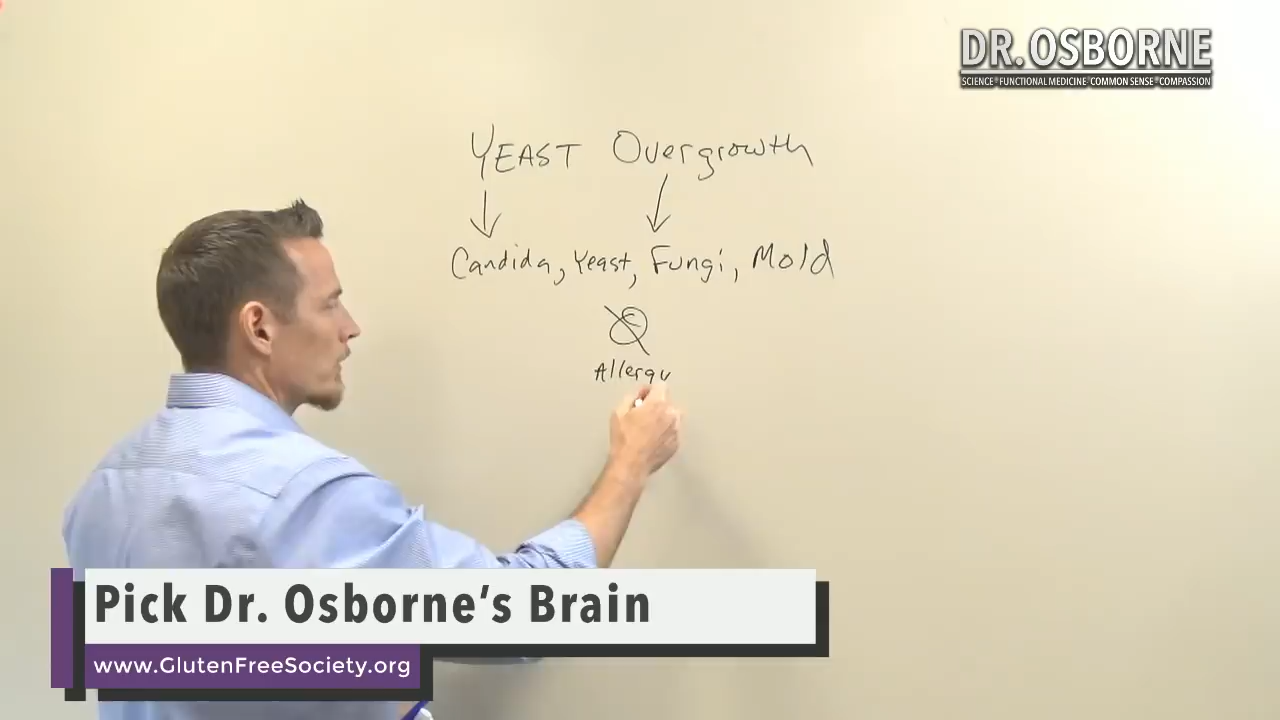 DR. OSBORNE
SCIENCE*FUNCTIONAL MEDICINE*COMMON SENSE*COMPASSION
YEAST Overgrowth
Candida, Yeast, Fungi, Mold
Allergy
Pick Dr. Osborne's Brain
www.GlutenFreeSociety.org